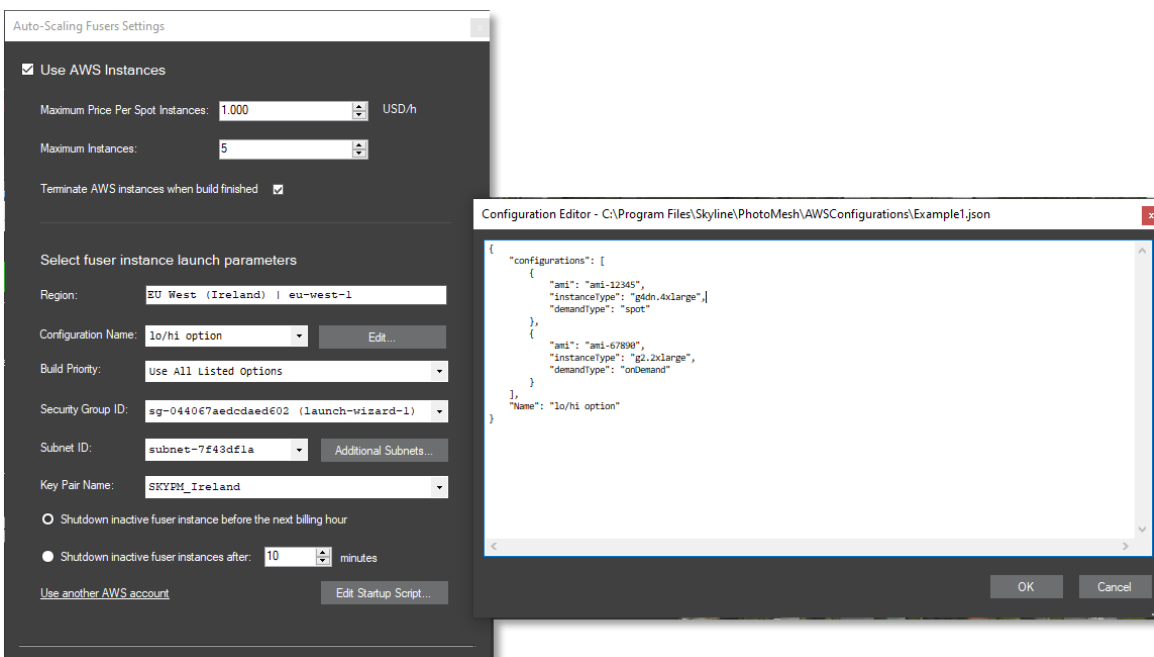 Auto-Scaling Fusers Settings
Use AWS Instances
Maximum Price Per Spot Instances: 1.000 USD/h
Maximum Instances: 5
Terminate AWS instances when build finished
Select fuser instance launch parameters
Region: EU West (Ireland) | eu-west-1
Configuration Name: lo/hi option Edit...
Build Priority: Use All Listed Options
Security Group ID: sg-044067aedcdaed602 (launch-wizard-1)
Subnet ID: subnet-7f43df1a Additional Subnets...
Key Pair Name: SKYPM_Ireland
Shutdown inactive fuser instance before the next billing hour
Shutdown inactive fuser instances after: 10 minutes
Use another AWS account Edit Startup Script...
Configuration Editor - C:\Program Files\Skyline\PhotoMesh\AWSConfigurations\Example1.json
{
"configurations": [
{
"ami": "ami-12345",
"instanceType": "g4dn.4xlarge",
"demandType": "spot"
},
{
"ami": "ami-67890",
"instanceType": "g2.2xlarge",
"demandType": "onDemand"
}
],
"Name": "lo/hi option"
}
OK Cancel